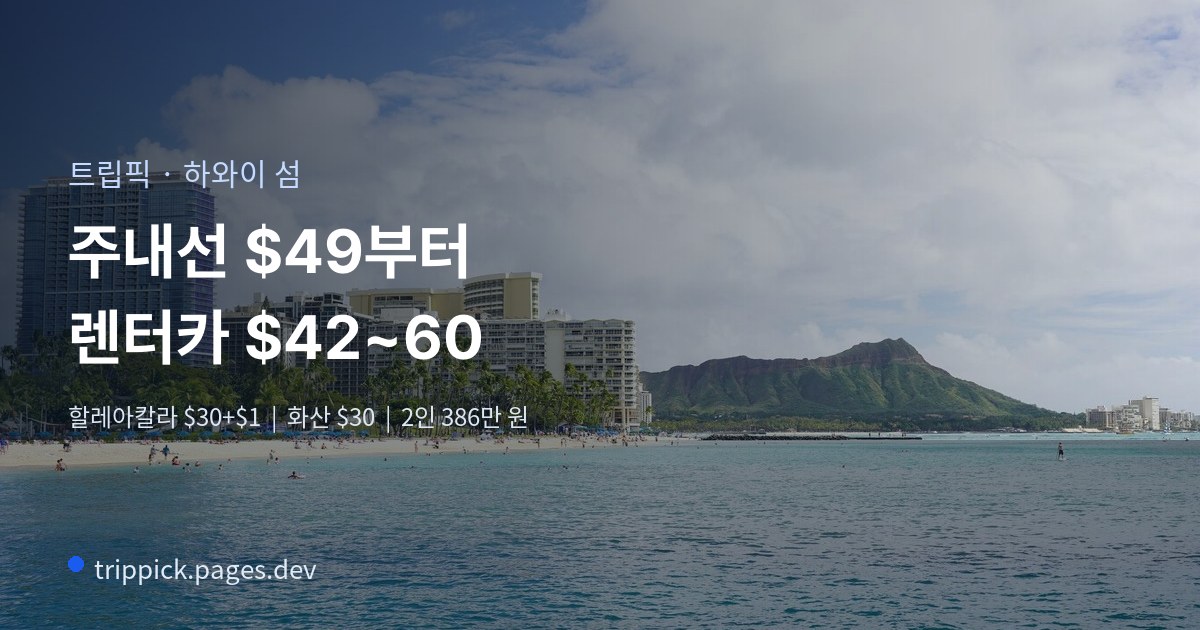 트립픽 · 하와이 섬
주내선 $49부터
렌터카 $42~60
할레아칼라 $30+$1 | 화산 $30 | 2인 386만 원
trippick.pages.dev